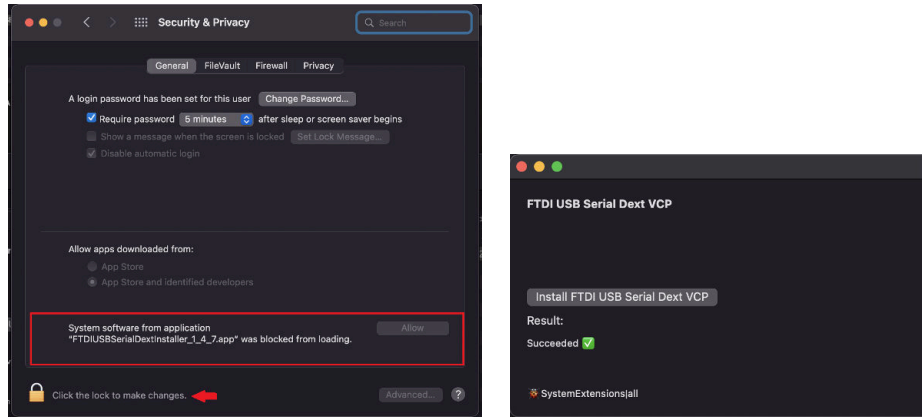 Security & Privacy
Search
General FileVault Firewall Privacy
A login password has been set for this user Change Password...
Require password 5 minutes after sleep or screen saver begins
Show a message when the screen is locked Set Lock Message...
Disable automatic login
Allow apps downloaded from:
App Store
App Store and identified developers
System software from application Allow
"FTDIUSBSerialDextInstaller_1_4_7.app" was blocked from loading.
Click the lock to make changes. Advanced... ?
FTDI USB Serial Dext VCP
Install FTDI USB Serial Dext VCP
Result:
Succeeded
SystemExtensions|all